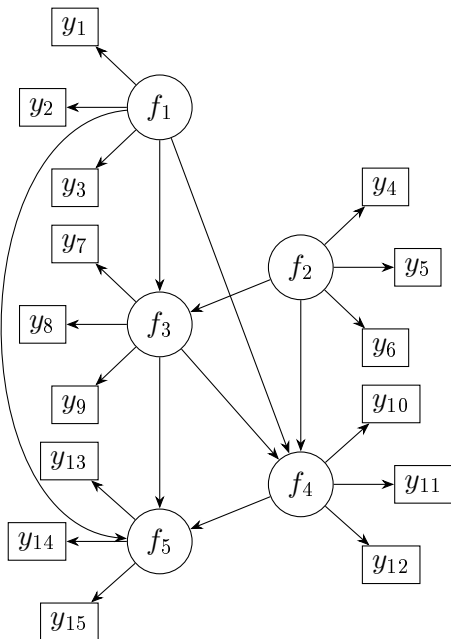 y₁
f₁
y₂
y₃
y₄
y₇
f₂
y₅
y₈
f₃
y₆
y₉
y₁₀
y₁₃
f₄
y₁₁
y₁₄
f₅
y₁₂
y₁₅